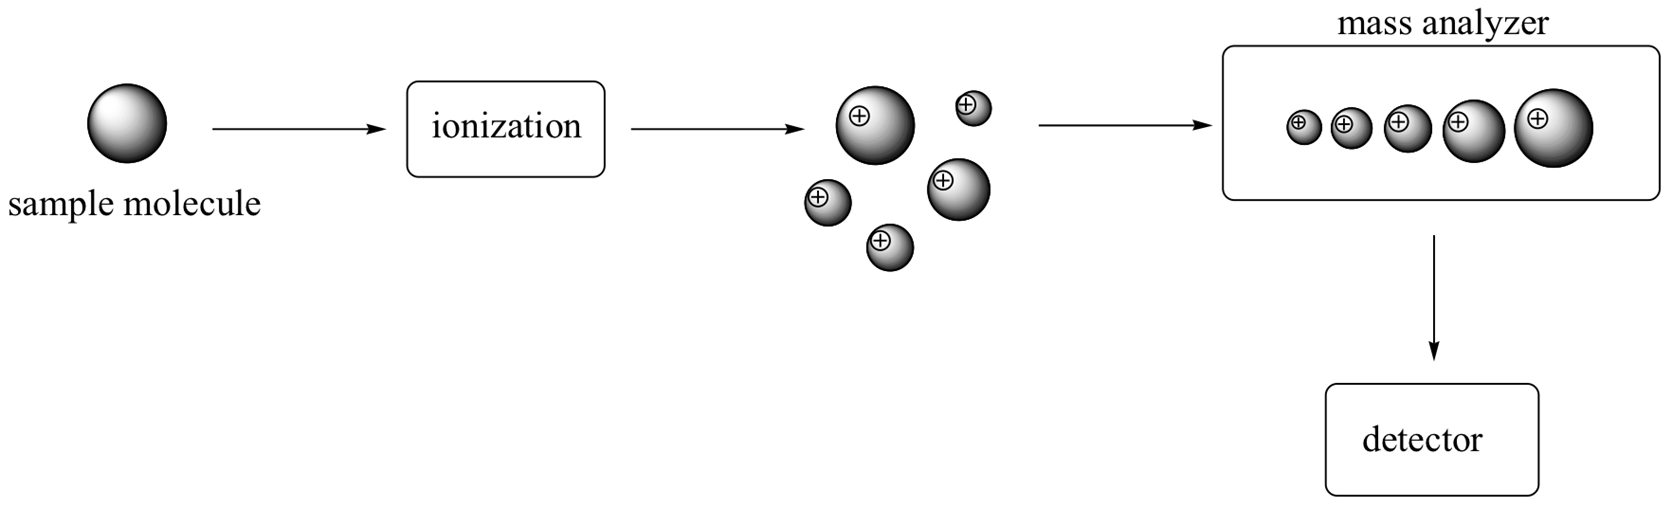 mass analyzer
ionization
sample molecule
detector